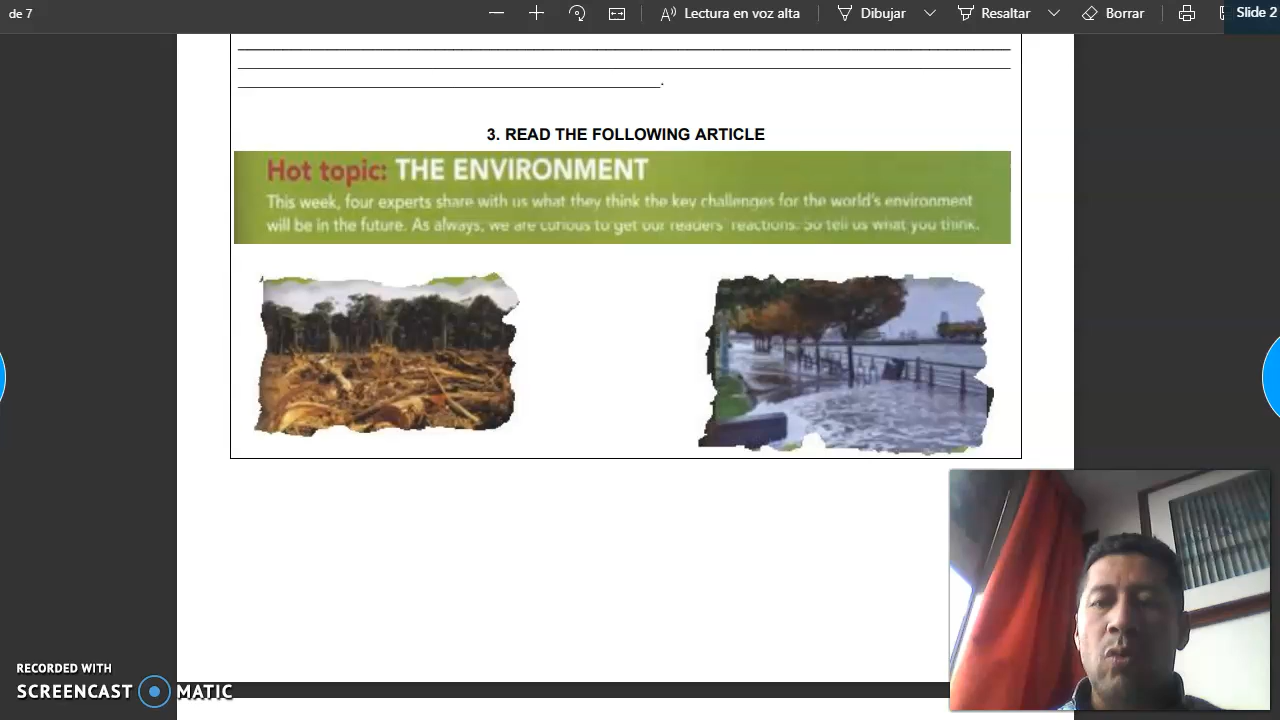 de 7
Lectura en voz alta
Dibujar
Resaltar
Borrar
Slide 2
3. READ THE FOLLOWING ARTICLE
Hot topic: THE ENVIRONMENT
This week, four experts share with us what they think the key challenges for the world's environment
will be in the future. As always, we are curious to get our readers' reactions. So tell us what you think.
RECORDED WITH
SCREENCAST MATIC